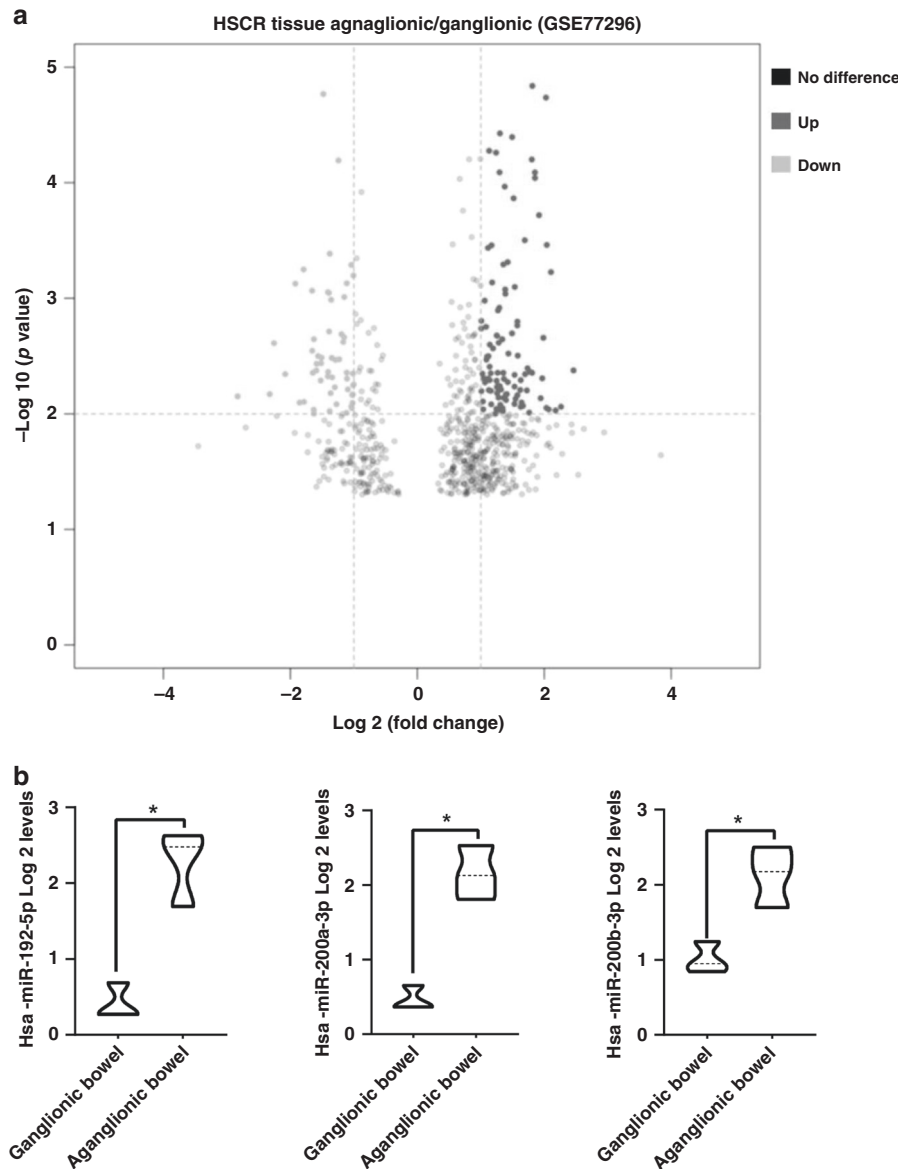 a
HSCR tissue agnaglionic/ganglionic (GSE77296)
No difference
Up
Down
5
4
3
2
1
0
–Log 10 (p value)
–4
–2
0
2
4
Log 2 (fold change)
b
Hsa -miR-192-5p Log 2 levels
3
2
1
0
*
Ganglionic bowel
Aganglionic bowel
Hsa -miR-200a-3p Log 2 levels
3
2
1
0
*
Ganglionic bowel
Aganglionic bowel
Hsa -miR-200b-3p Log 2 levels
3
2
1
0
*
Ganglionic bowel
Aganglionic bowel